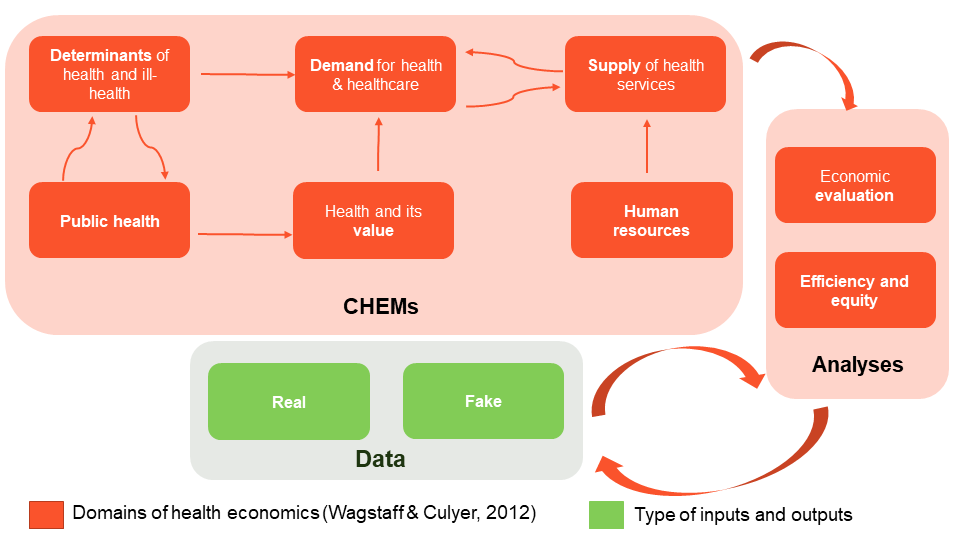 Determinants of
health and ill-
health
Demand for health
& healthcare
Supply of health
services
Public health
Health and its
value
Human
resources
CHEMs
Economic
evaluation
Efficiency and
equity
Analyses
Real
Fake
Data
Domains of health economics (Wagstaff & Culyer, 2012)
Type of inputs and outputs